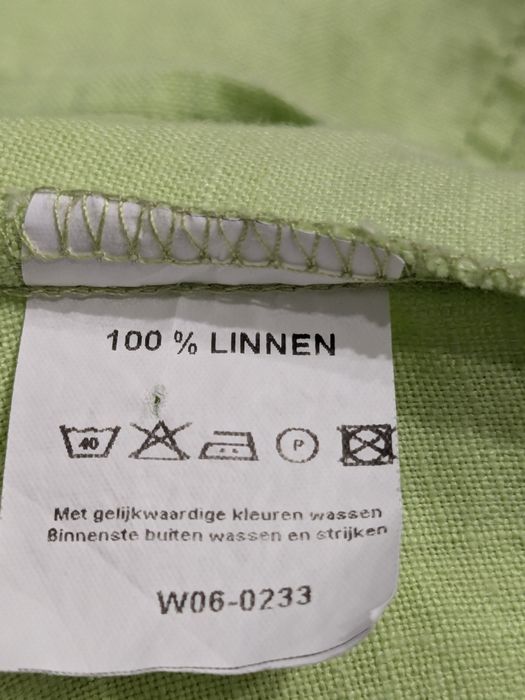 100 % LINNEN
40 P
Met gelijkwaardige kleuren wassen
Binnenste buiten wassen en strijken
W06-0233